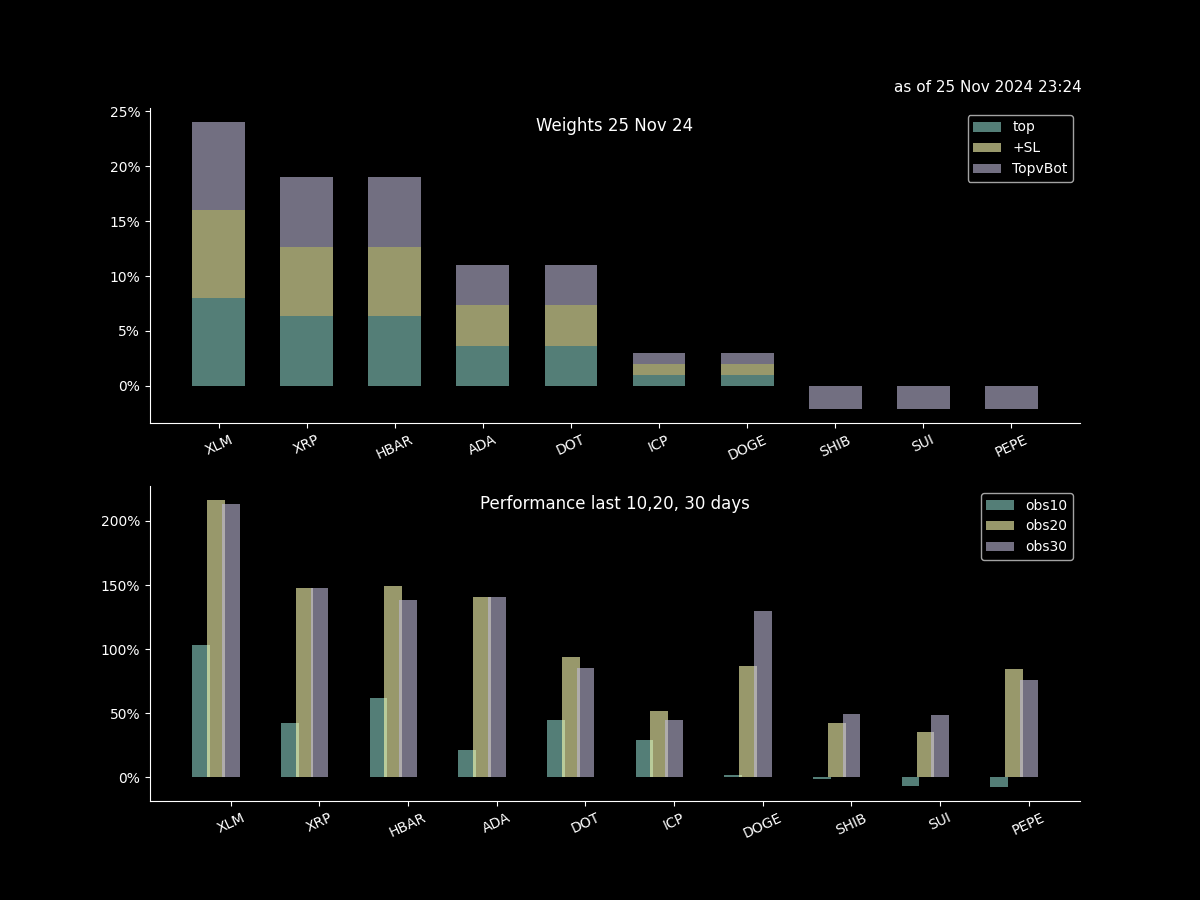 as of 25 Nov 2024 23:24
Weights 25 Nov 24
top
+SL
TopvBot
25%
20%
15%
10%
5%
0%
XLM XRP HBAR ADA DOT ICP DOGE SHIB SUI PEPE
Performance last 10,20, 30 days
obs10
obs20
obs30
200%
150%
100%
50%
0%
XLM XRP HBAR ADA DOT ICP DOGE SHIB SUI PEPE